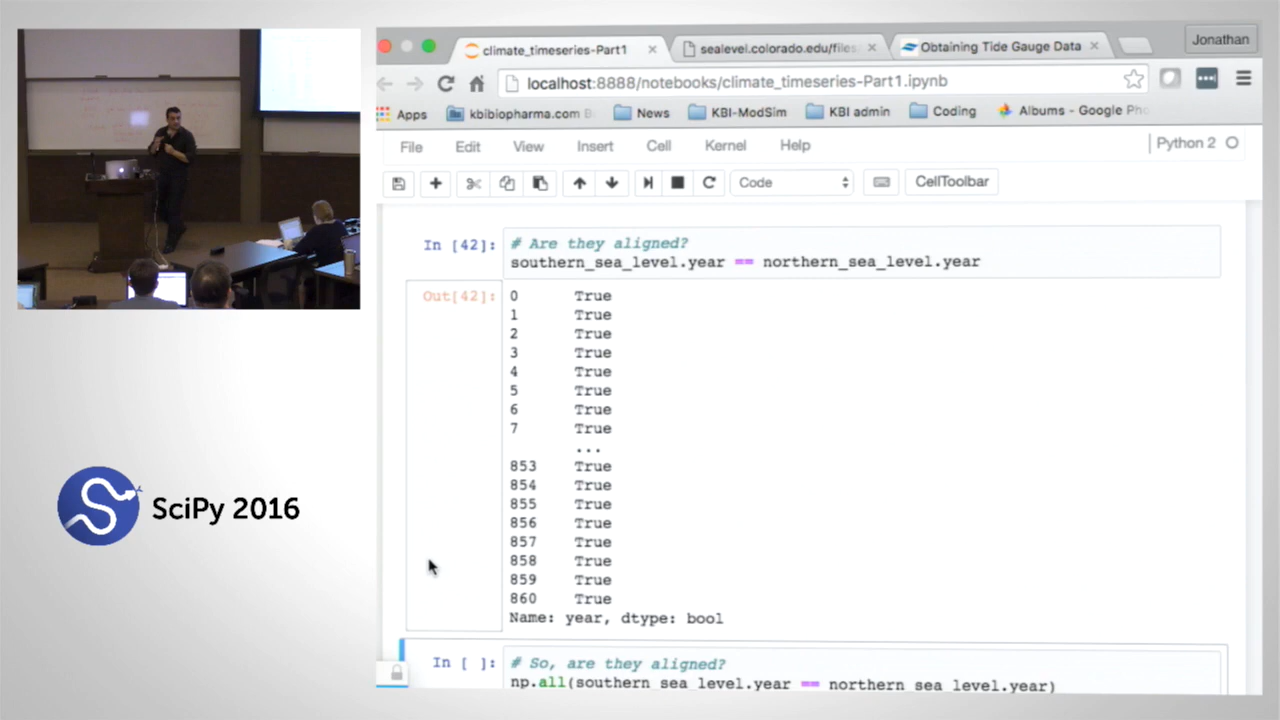 climate_timeseries-Part1
sealevel.colorado.edu/files
Obtaining Tide Gauge Data
Jonathan
localhost:8888/notebooks/climate_timeseries-Part1.ipynb
Apps
kbibiopharma.com
News
KBI-ModSim
KBI admin
Coding
Albums - Google Pho
File Edit View Insert Cell Kernel Help
Python 2
Code
CellToolbar
In [42]: # Are they aligned?
southern_sea_level.year == northern_sea_level.year
Out[42]: 0 True
1 True
2 True
3 True
4 True
5 True
6 True
7 True
...
853 True
854 True
855 True
856 True
857 True
858 True
859 True
860 True
Name: year, dtype: bool
In [ ]: # So, are they aligned?
np.all(southern_sea_level.year == northern_sea_level.year)
SciPy 2016